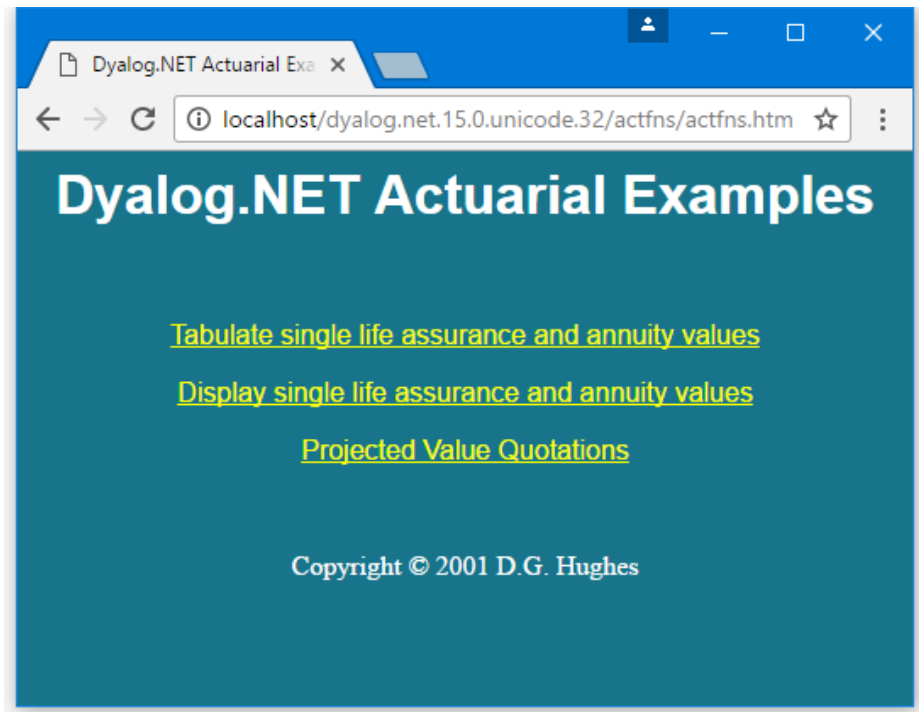 Dyalog.NET Actuarial Exa
localhost/dyalog.net.15.0.unicode.32/actfns/actfns.htm
Dyalog.NET Actuarial Examples
Tabulate single life assurance and annuity values
Display single life assurance and annuity values
Projected Value Quotations
Copyright © 2001 D.G. Hughes